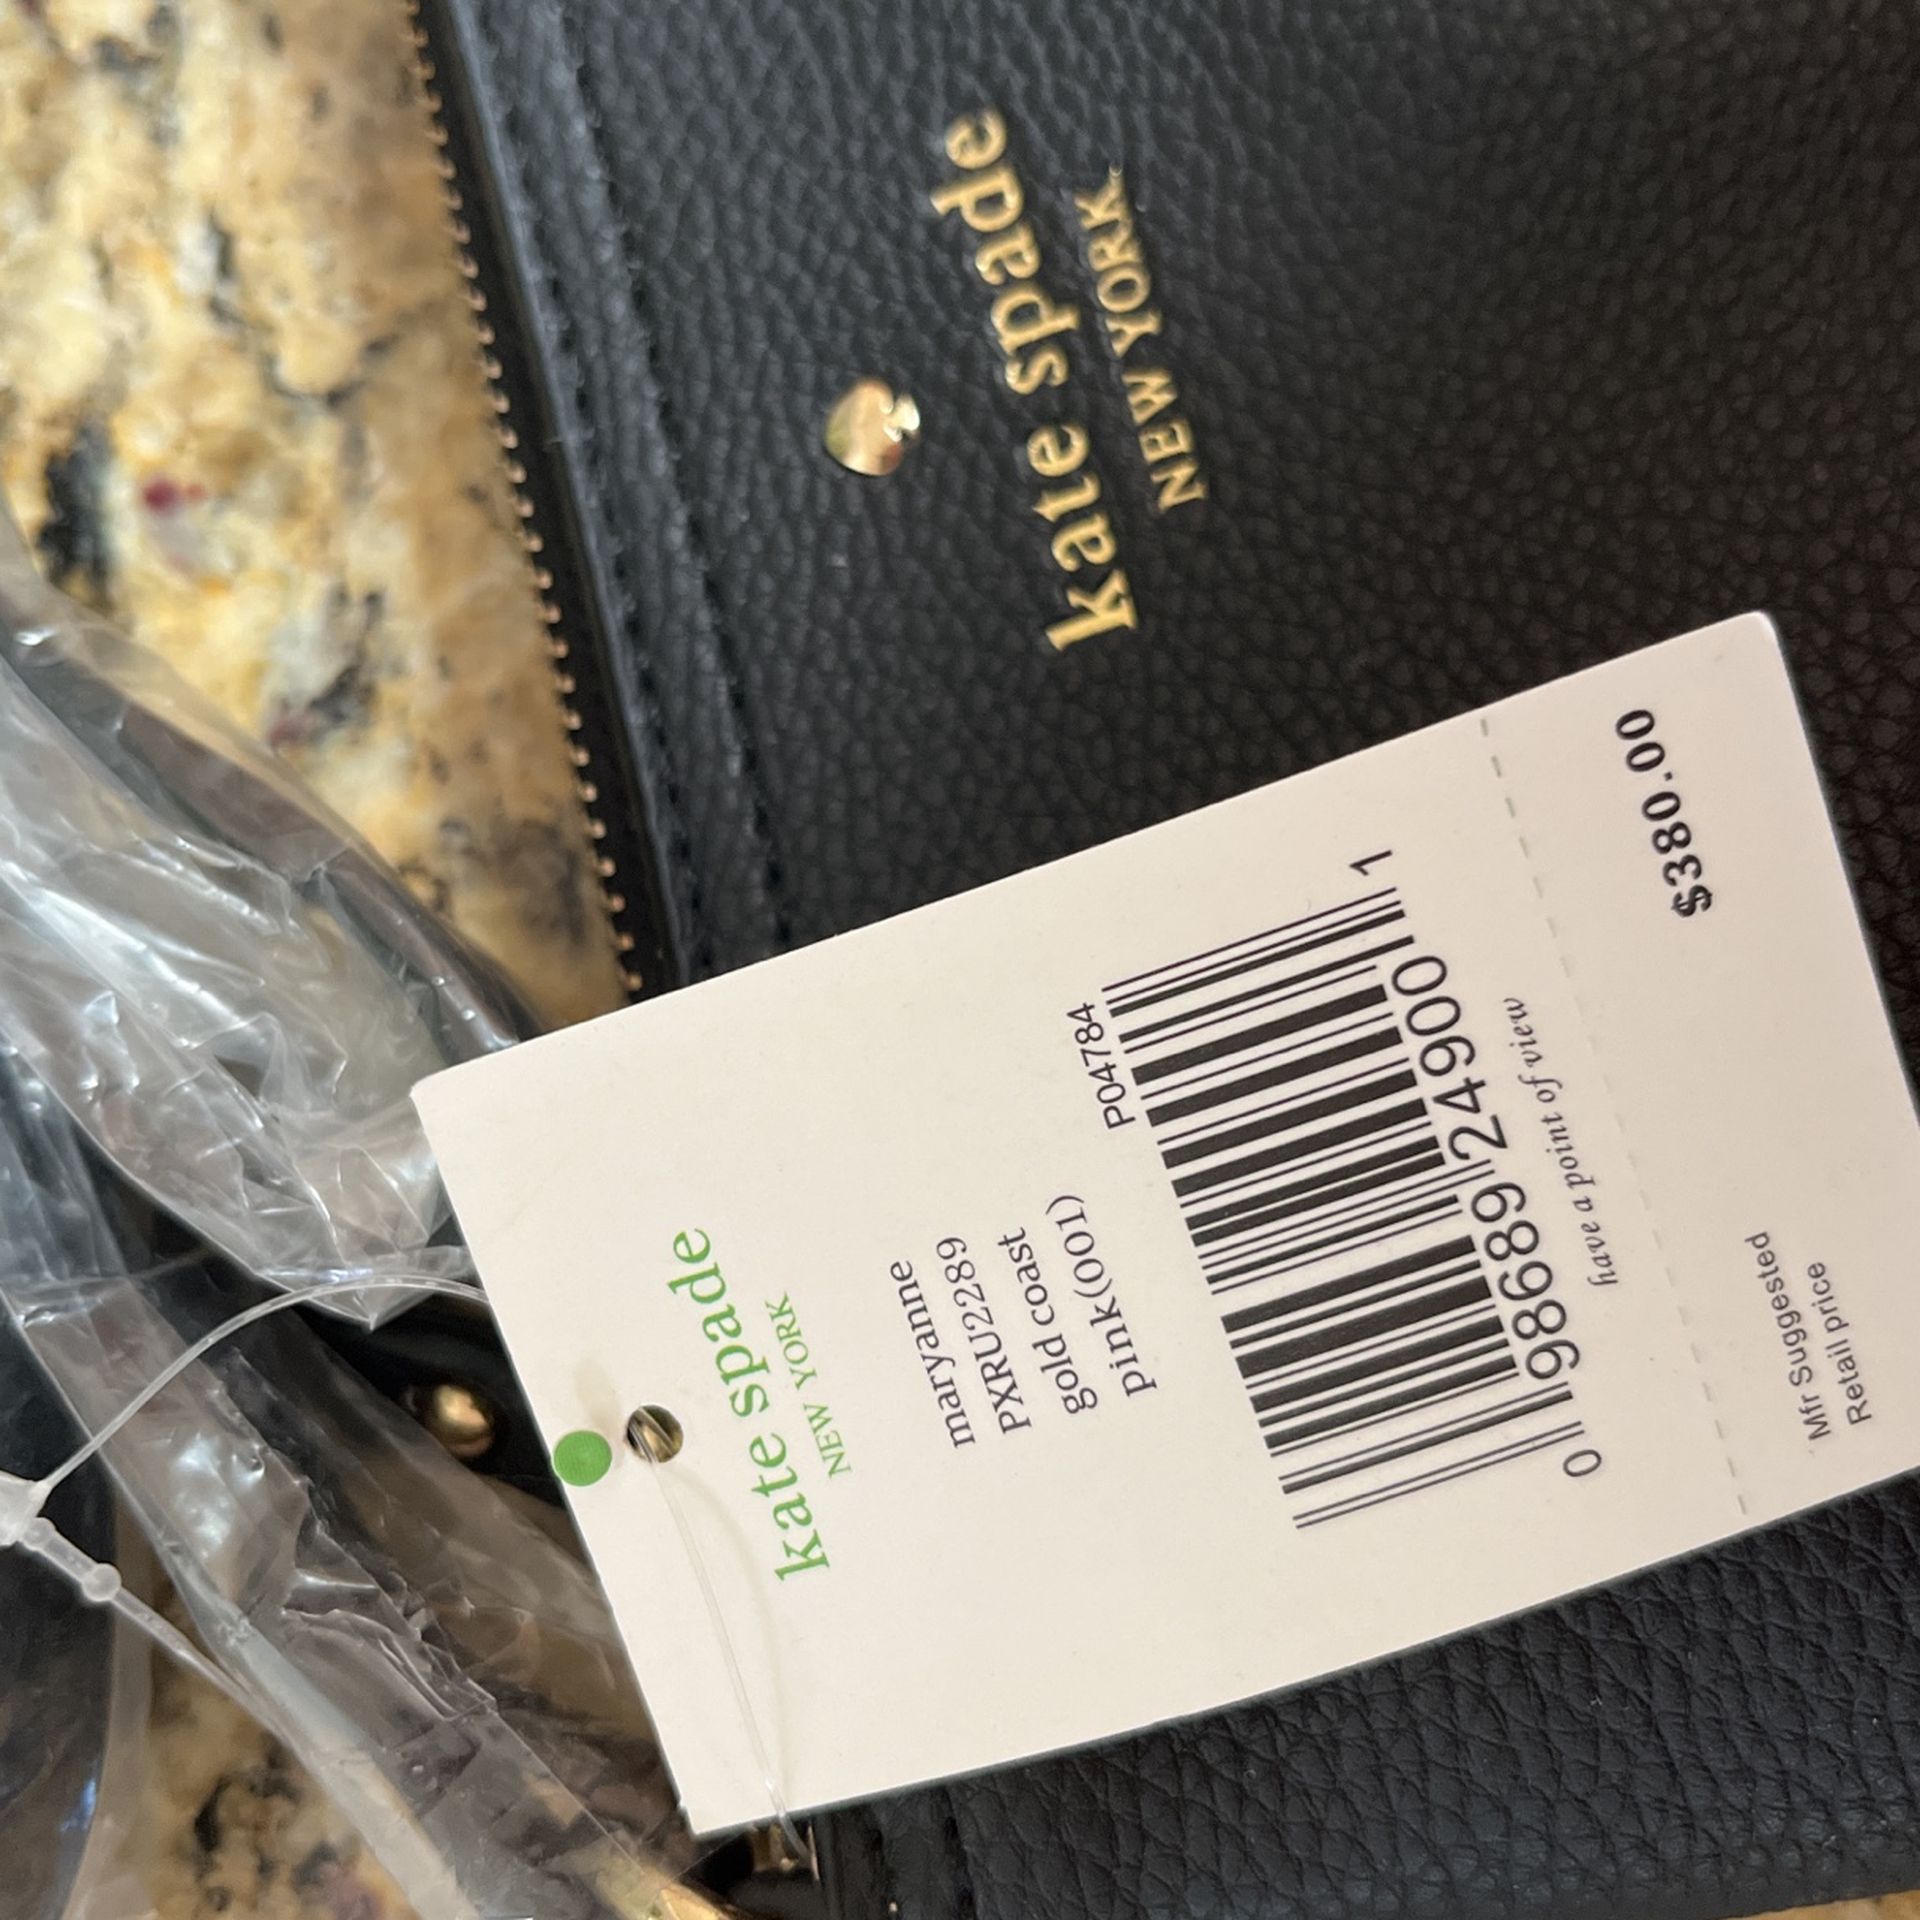 kate spade
NEW YORK
kate spade
NEW YORK
maryanne
PXRU2289
gold coast
pink(001)
P04784
0 98689 24900 1
have a point of view
Mfr Suggested
Retail price
$380.00